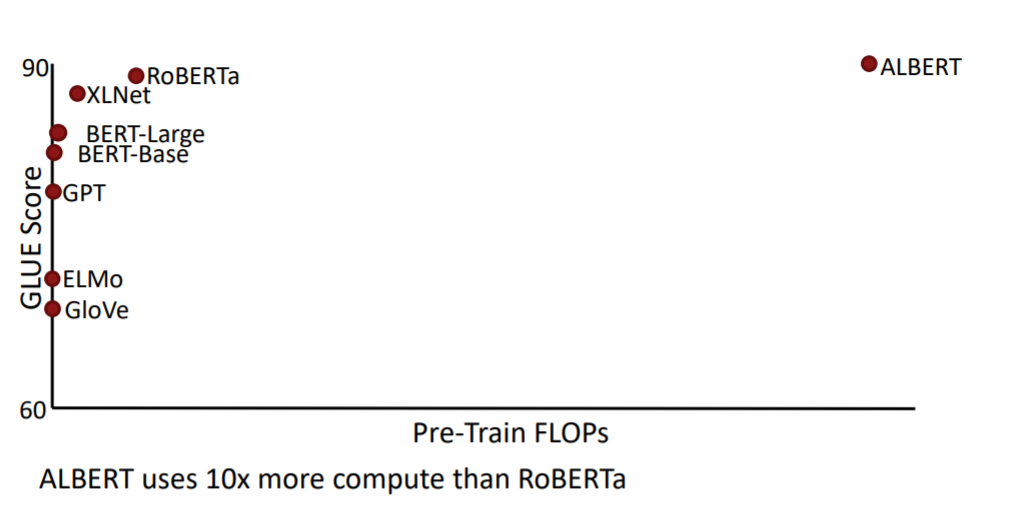 90
RoBERTa
ALBERT
XLNet
BERT-Large
BERT-Base
GPT
GLUE Score
ELMo
GloVe
60
Pre-Train FLOPs
ALBERT uses 10x more compute than RoBERTa